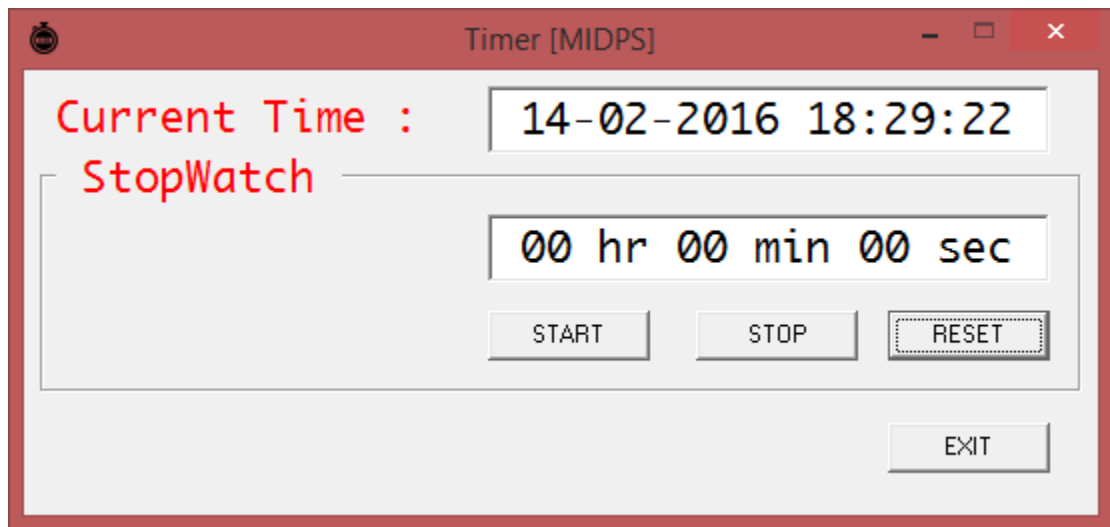 Timer [MIDPS]
Current Time : 14-02-2016 18:29:22
StopWatch
00 hr 00 min 00 sec
START STOP RESET
EXIT